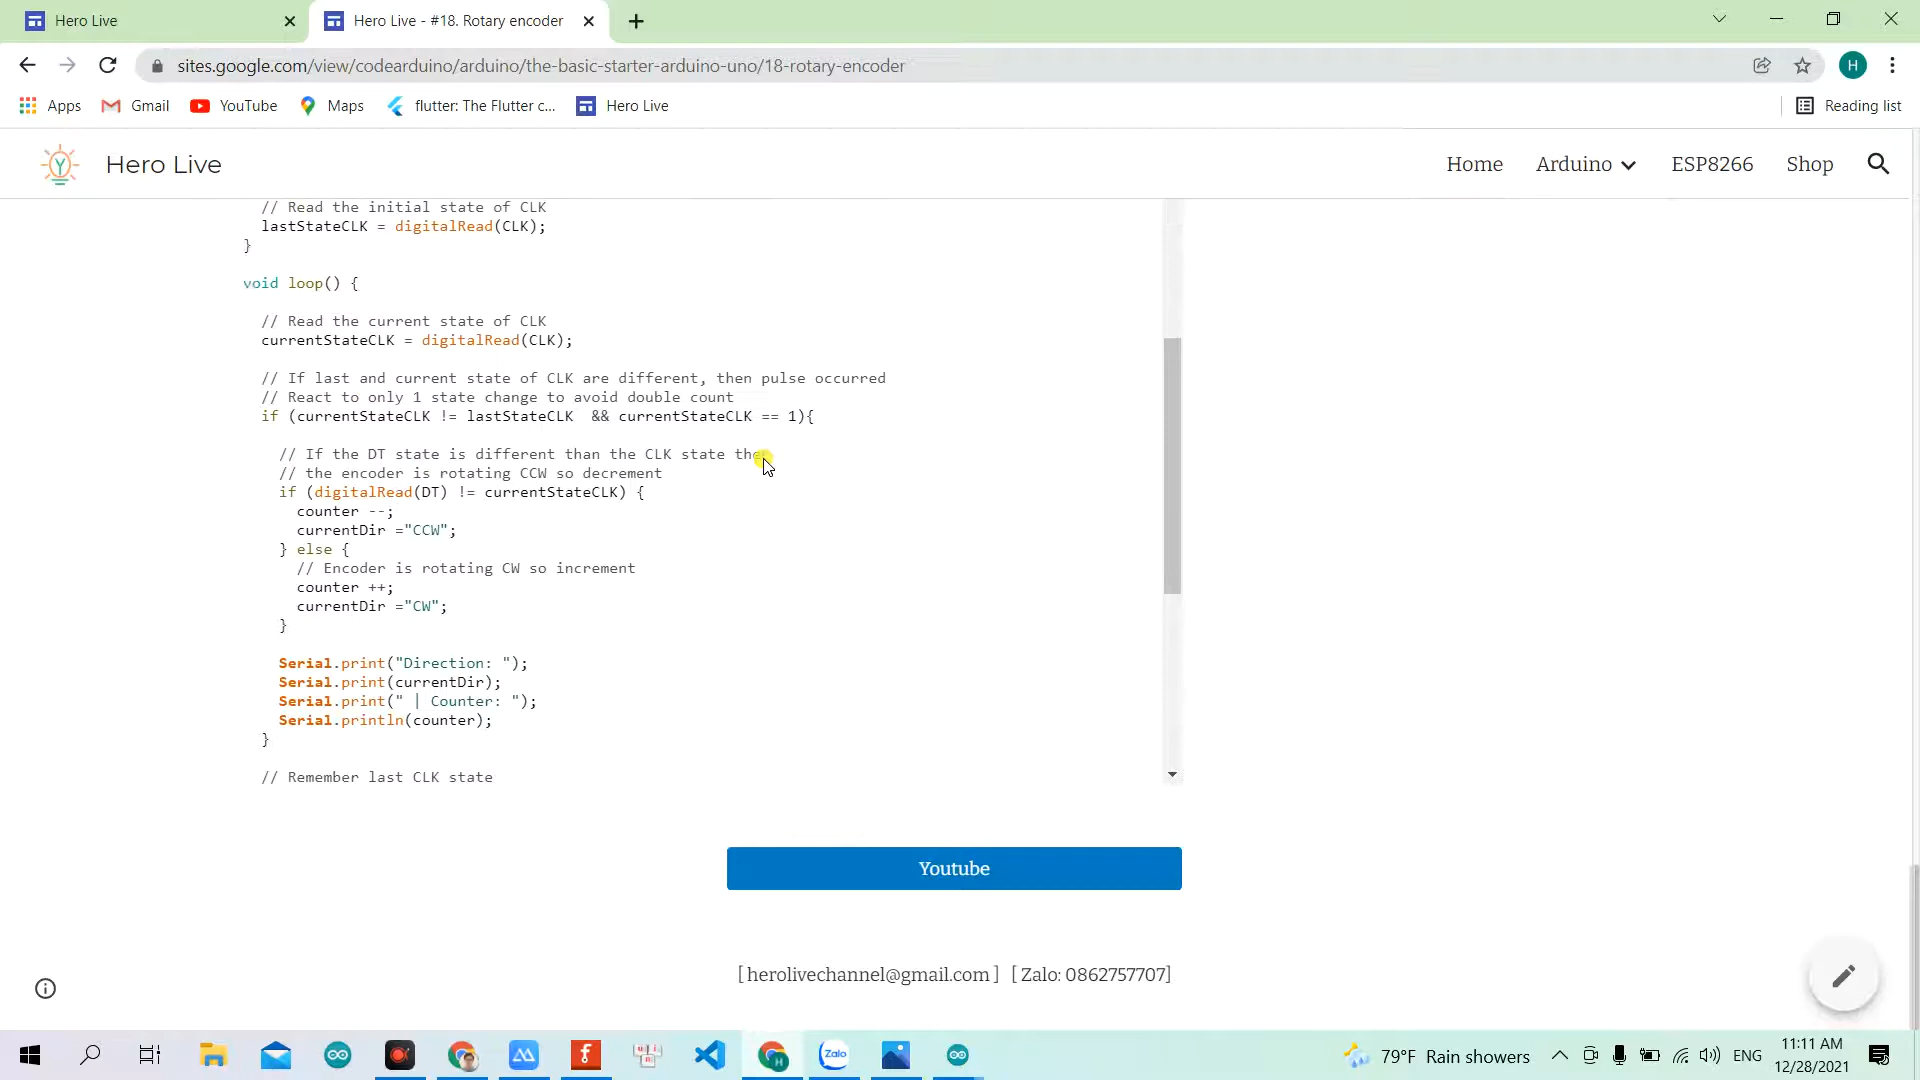 Hero Live
Hero Live - #18. Rotary encoder
sites.google.com/view/codearduino/arduino/the-basic-starter-arduino-uno/18-rotary-encoder
H
Apps
Gmail
YouTube
Maps
flutter: The Flutter c...
Hero Live
Reading list
Hero Live
Home
Arduino
ESP8266
Shop
// Read the initial state of CLK
lastStateCLK = digitalRead(CLK);
}
void loop() {
// Read the current state of CLK
currentStateCLK = digitalRead(CLK);
// If last and current state of CLK are different, then pulse occurred
// React to only 1 state change to avoid double count
if (currentStateCLK != lastStateCLK  && currentStateCLK == 1){
// If the DT state is different than the CLK state
// the encoder is rotating CCW so decrement
if (digitalRead(DT) != currentStateCLK) {
counter --;
currentDir ="CCW";
} else {
// Encoder is rotating CW so increment
counter ++;
currentDir ="CW";
}
Serial.print("Direction: ");
Serial.print(currentDir);
Serial.print(" | Counter: ");
Serial.println(counter);
}
// Remember last CLK state
Youtube
[ herolivechannel@gmail.com ]  [ Zalo: 0862757707]
Zalo
79°F Rain showers
ENG
11:11 AM
12/28/2021